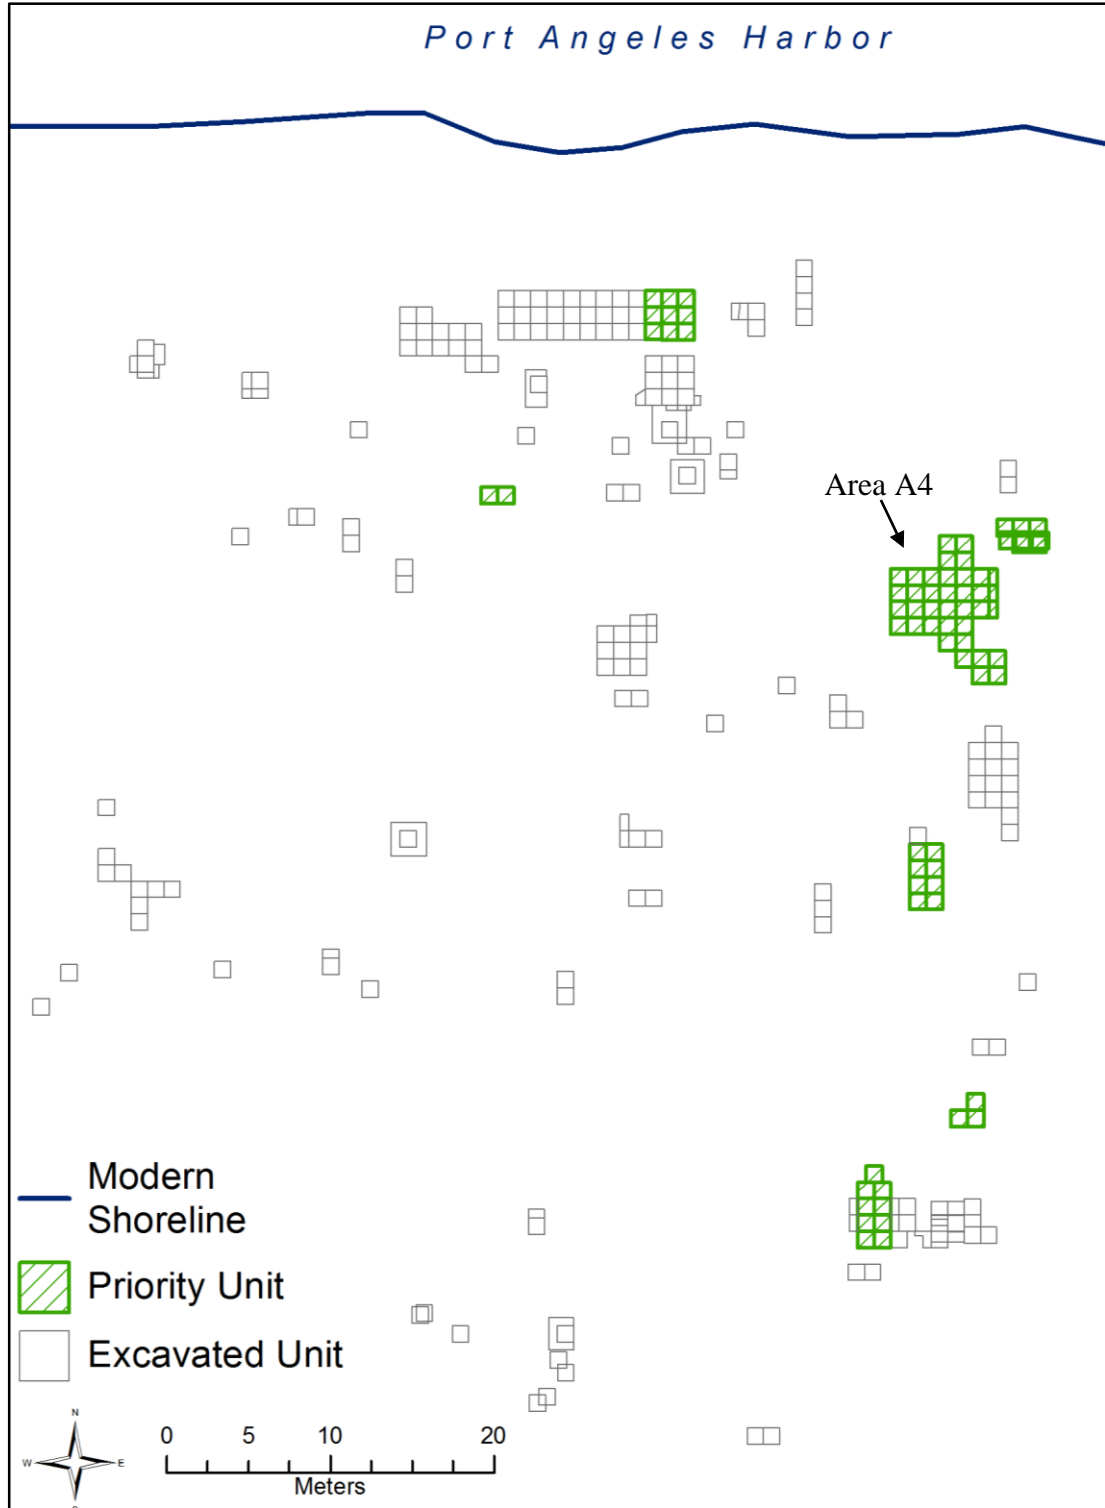 Port Angeles Harbor
Area A4
Modern
Shoreline
Priority Unit
Excavated Unit
N
W E
0 5 10 20
Meters